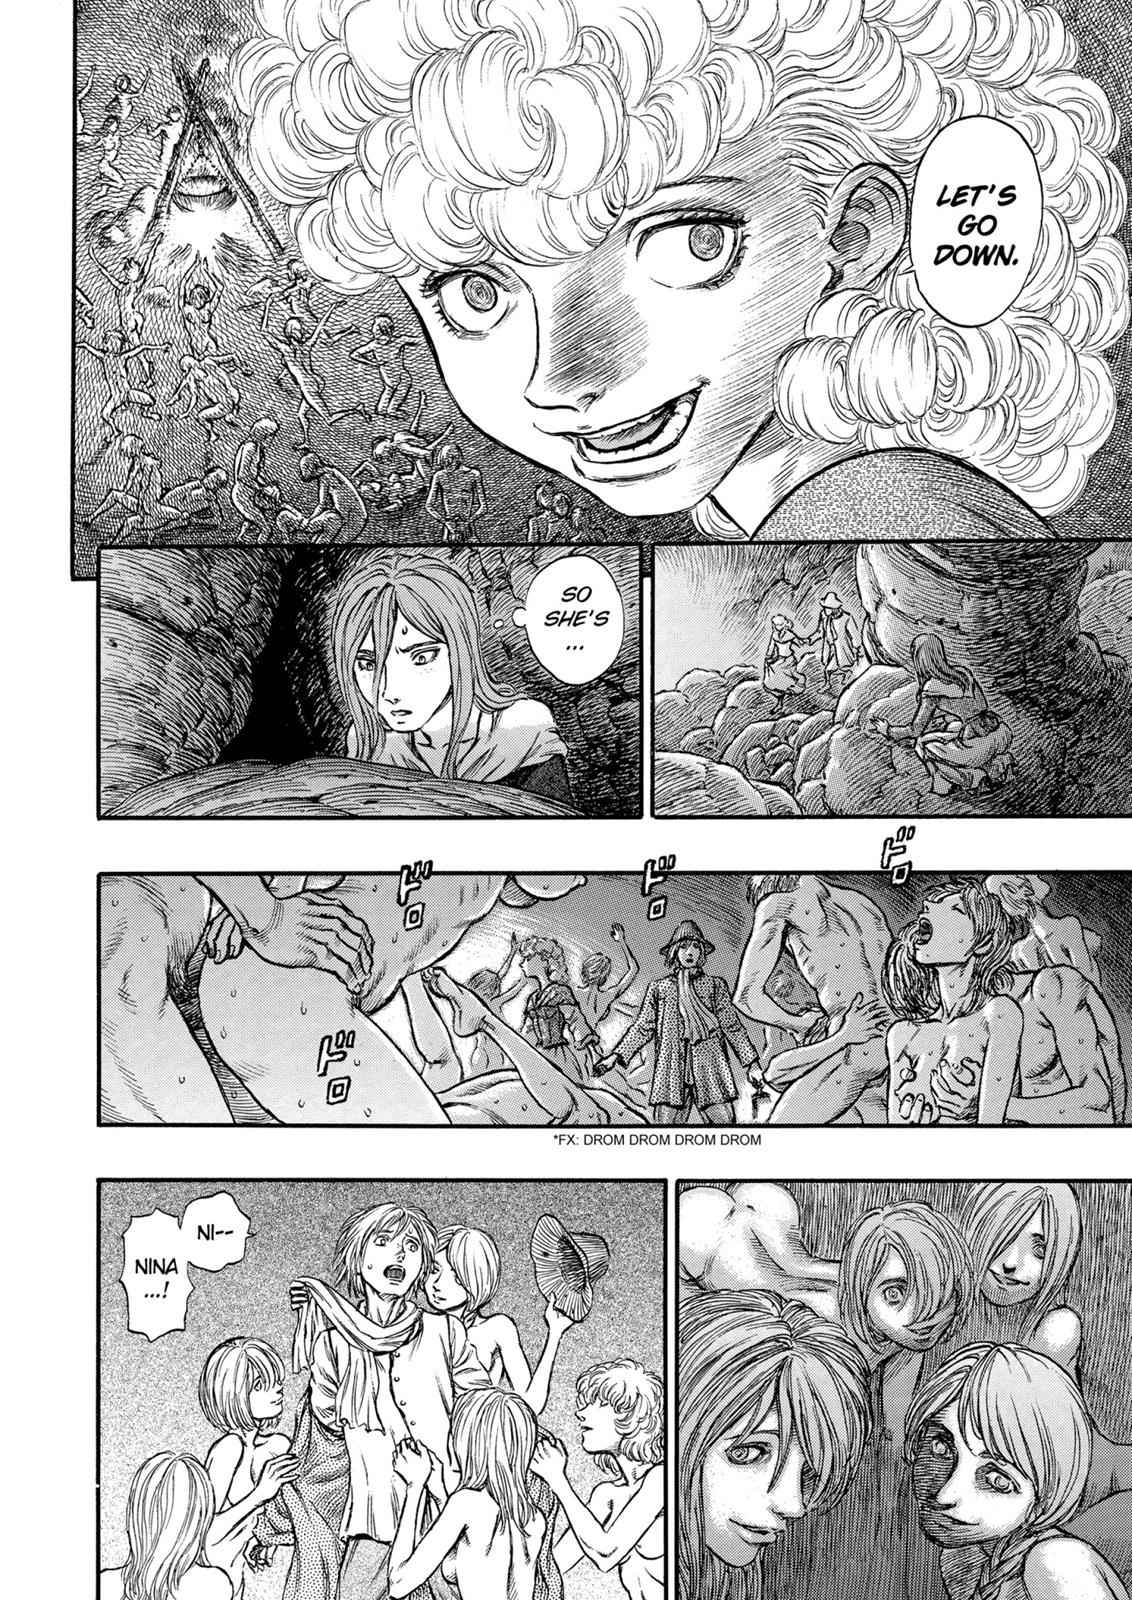 LET'S
GO
DOWN.
SO
SHE'S
...
ドロ
ドロ
ドロ
ドロ
*FX: DROM DROM DROM DROM
NI--
NINA
...!